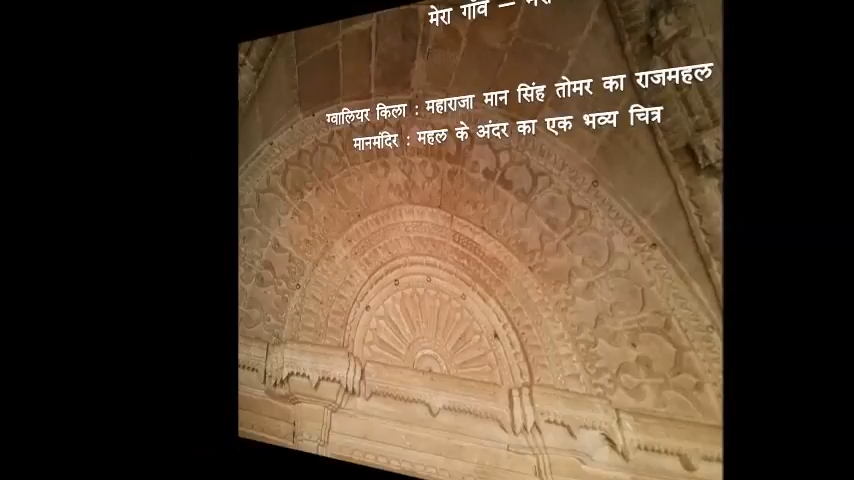 मेरा गाँव –
ग्वालियर किला : महाराजा मान सिंह तोमर का राजमहल
मानमंदिर : महल के अंदर का एक भव्य चित्र